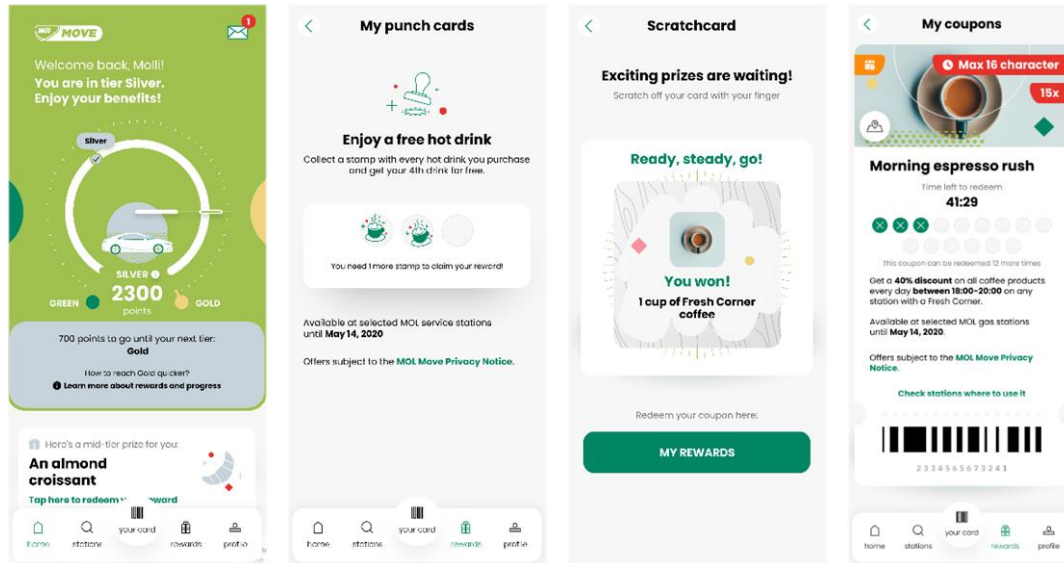 MOL MOVE
1
Welcome back, Molli!
You are in tier Silver.
Enjoy your benefits!
Silver
SILVER
GREEN
2300
GOLD
points
700 points to go until your next tier:
Gold
How to reach Gold quicker?
Learn more about rewards and progress
Here's a mid-tier prize for you:
An almond
croissant
Tap here to redeem
home
stations
your card
rewards
profile
My punch cards
Enjoy a free hot drink
Collect a stamp with every hot drink you purchase
and get your 4th drink for free.
You need 1 more stamp to claim your reward!
Available at selected MOL service stations
until May 14, 2020
Offers subject to the MOL Move Privacy Notice.
home
stations
your card
rewards
profile
Scratchcard
Exciting prizes are waiting!
Scratch off your card with your finger
Ready, steady, go!
You won!
1 cup of Fresh Corner
coffee
Redeem your coupon here:
MY REWARDS
My coupons
Max 16 character
15x
Morning espresso rush
Time left to redeem
41:29
This coupon can be redeemed 12 more times
Get a 40% discount on all coffee products
every day between 18:00-20:00 on any
station with a Fresh Corner.
Available at selected MOL gas stations
until May 14, 2020.
Offers subject to the MOL Move Privacy
Notice.
Check stations where to use it
2334565673241
home
stations
your card
rewards
profile